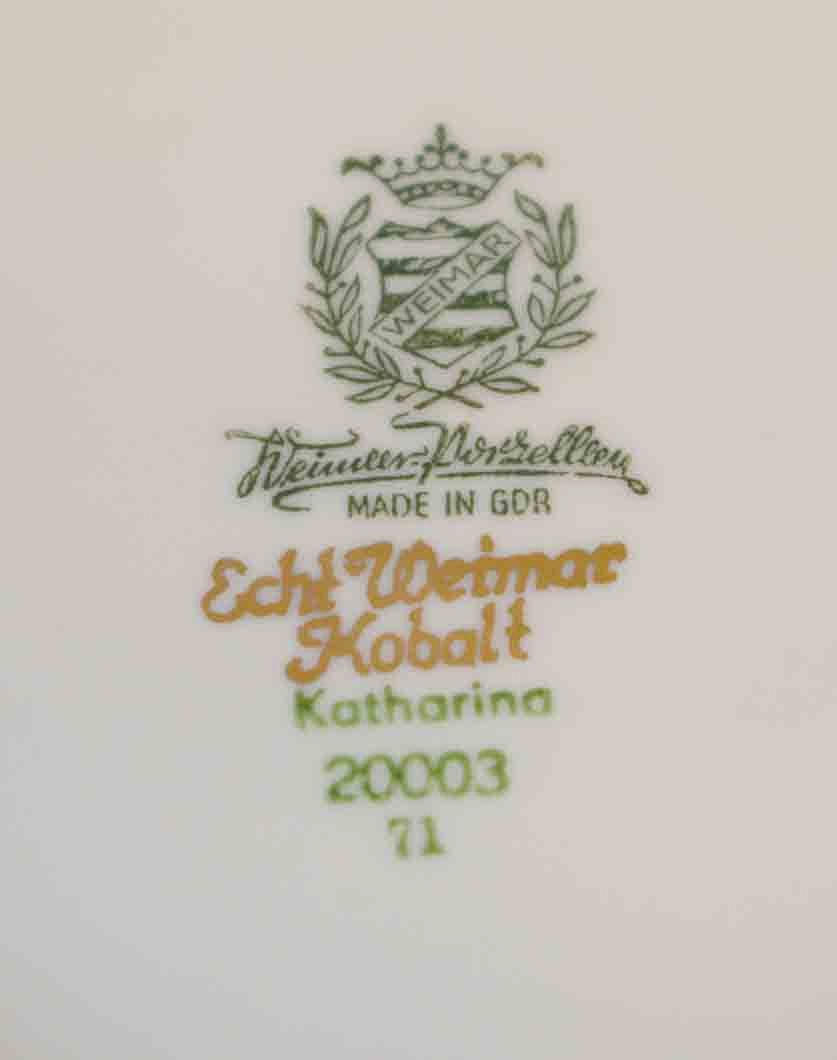 WEIMAR
Weimar-Porzellan
MADE IN GDR
Echt Weimar
Kobalt
Katharina
20003
71